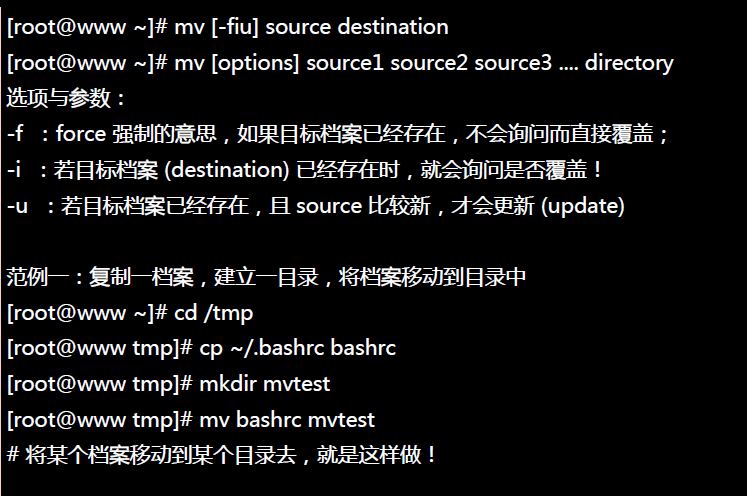 [root@www ~]# mv [-fiu] source destination
[root@www ~]# mv [options] source1 source2 source3 .... directory
选项与参数：
-f ：force 强制的意思，如果目标档案已经存在，不会询问而直接覆盖；
-i ：若目标档案 (destination) 已经存在时，就会询问是否覆盖！
-u ：若目标档案已经存在，且 source 比较新，才会更新 (update)
范例一：复制一档案，建立一目录，将档案移动到目录中
[root@www ~]# cd /tmp
[root@www tmp]# cp ~/.bashrc bashrc
[root@www tmp]# mkdir mvtest
[root@www tmp]# mv bashrc mvtest
# 将某个档案移动到某个目录去，就是这样做！